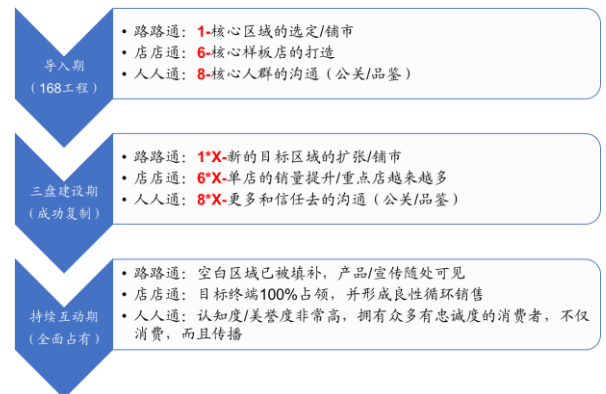 导入期
（168工程）
• 路路通：1-核心区域的选定/铺市
• 店店通：6-核心样板店的打造
• 人人通：8-核心人群的沟通（公关/品鉴）
三盘建设期
（成功复制）
• 路路通：1*X-新的目标区域的扩张/铺市
• 店店通：6*X-单店的销量提升/重点店越来越多
• 人人通：8*X-更多和信任去的沟通（公关/品鉴）
持续互动期
（全面占有）
• 路路通：空白区域已被填补，产品/宣传随处可见
• 店店通：目标终端100%占领，并形成良性循环销售
• 人人通：认知度/美誉度非常高，拥有众多有忠诚度的消费者，不仅
消费，而且传播